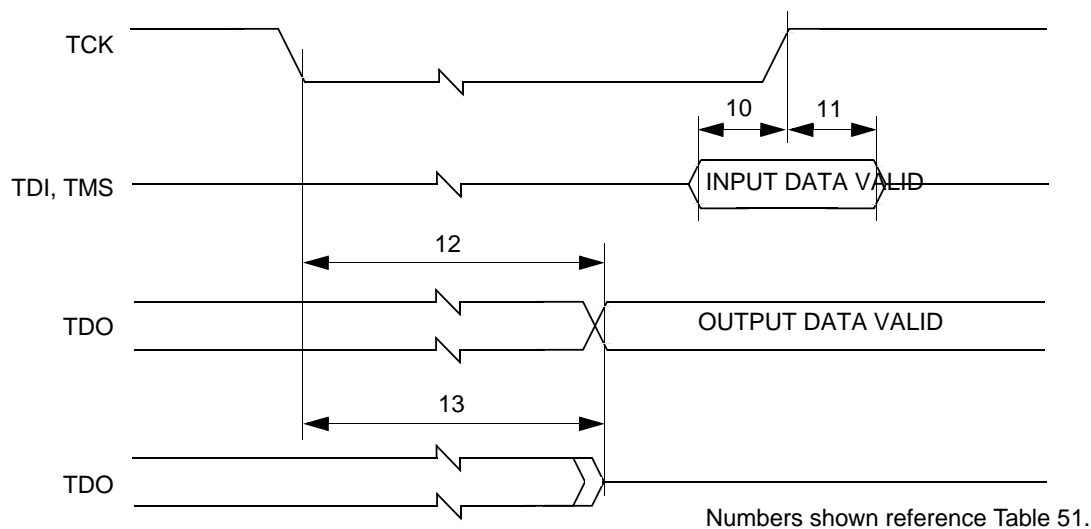 TCK
10
11
TDI, TMS
INPUT DATA VALID
12
TDO
OUTPUT DATA VALID
13
TDO
Numbers shown reference Table 51.